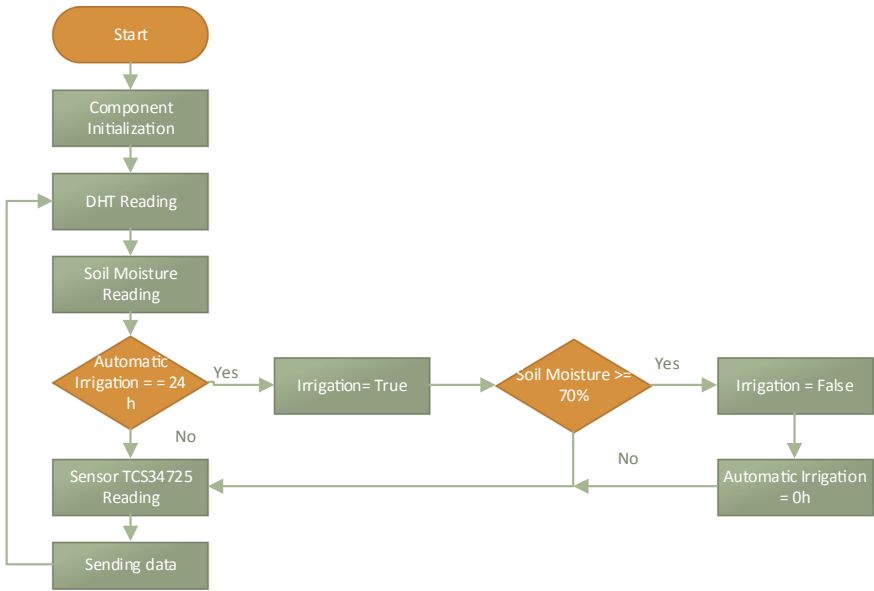 Start
Component
Initialization
DHT Reading
Soil Moisture
Reading
Automatic
Irrigation = = 24
h
Yes
Irrigation= True
Soil Moisture >=
70%
Yes
Irrigation = False
No
No
Sensor TCS34725
Reading
Automatic Irrigation
= 0h
Sending data